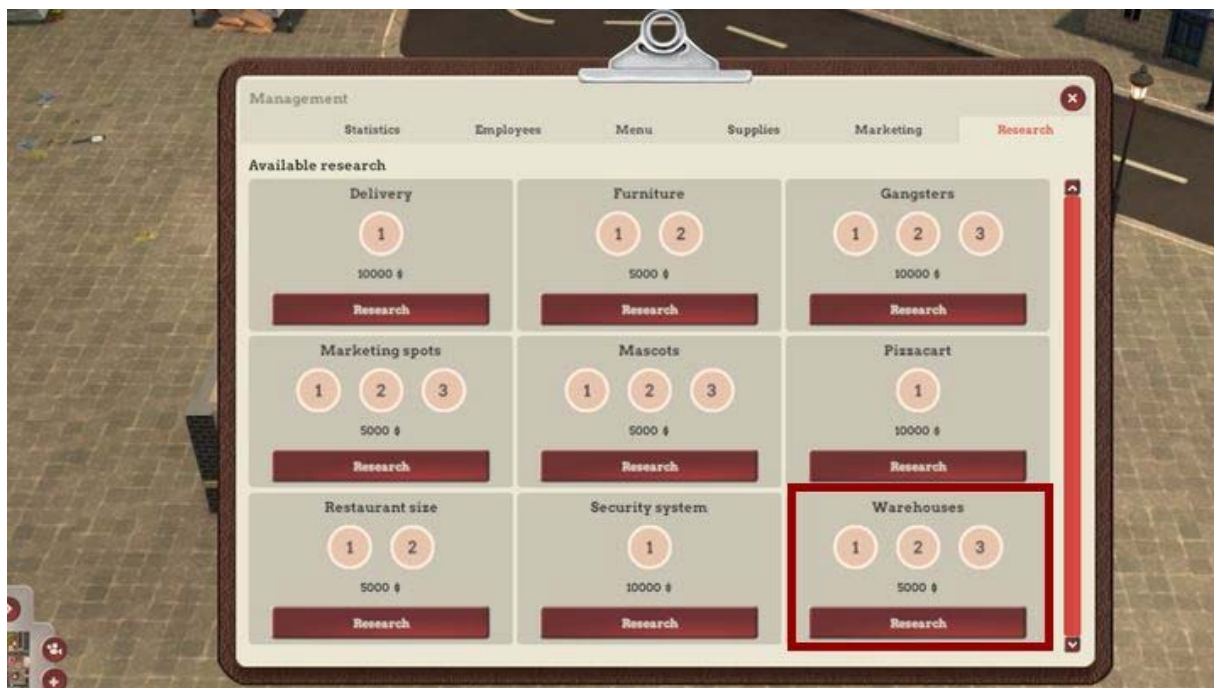 Management
Statistics Employees Menu Supplies Marketing Research
Available research
Delivery Furniture Gangsters
1 1 2 1 2 3
10000 $ 5000 $ 10000 $
Research Research Research
Marketing spots Mascots Pizzacart
1 2 3 1 2 3 1
5000 $ 5000 $ 10000 $
Research Research Research
Restaurant size Security system Warehouses
1 2 1 1 2 3
5000 $ 10000 $ 5000 $
Research Research Research